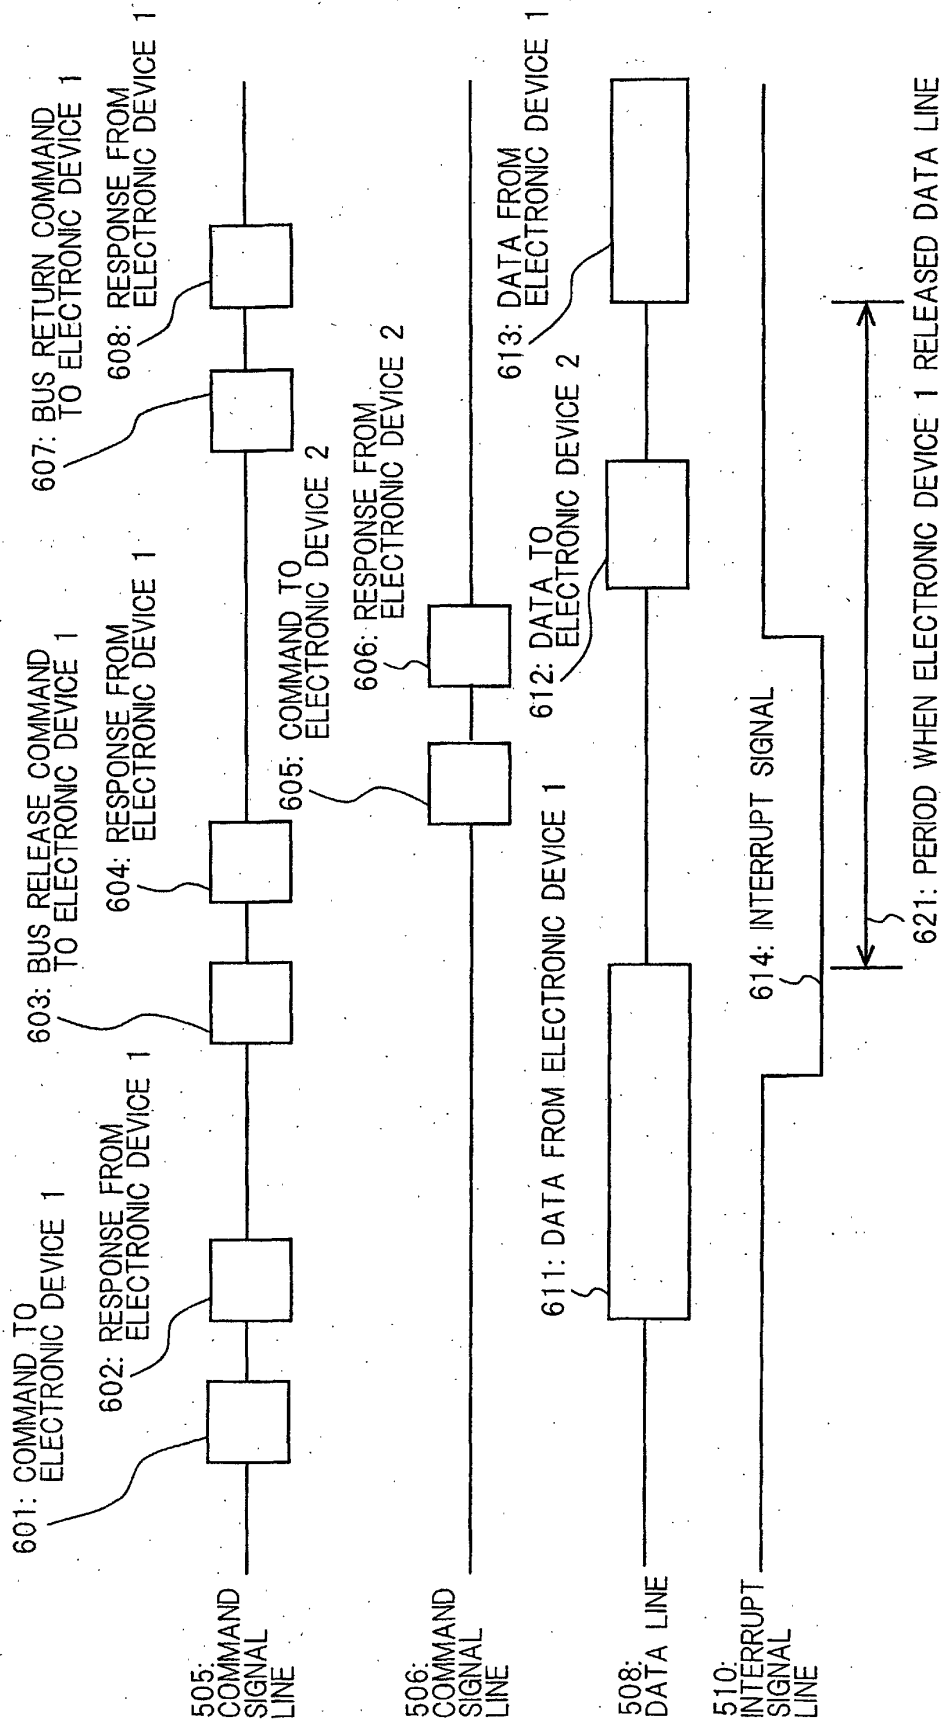 601: COMMAND TO
ELECTRONIC DEVICE 1
602: RESPONSE FROM
ELECTRONIC DEVICE 1
603: BUS RELEASE COMMAND
TO ELECTRONIC DEVICE 1
604: RESPONSE FROM
ELECTRONIC DEVICE 1
607: BUS RETURN COMMAND
TO ELECTRONIC DEVICE 1
608: RESPONSE FROM
ELECTRONIC DEVICE 1
505:
COMMAND
SIGNAL
LINE
605: COMMAND TO
ELECTRONIC DEVICE 2
606: RESPONSE FROM
ELECTRONIC DEVICE 2
506:
COMMAND
SIGNAL
LINE
611: DATA FROM ELECTRONIC DEVICE 1
612: DATA TO
ELECTRONIC DEVICE 2
613: DATA FROM
ELECTRONIC DEVICE 1
508:
DATA LINE
614: INTERRUPT SIGNAL
510:
INTERRUPT
SIGNAL
LINE
621: PERIOD WHEN ELECTRONIC DEVICE 1 RELEASED DATA LINE